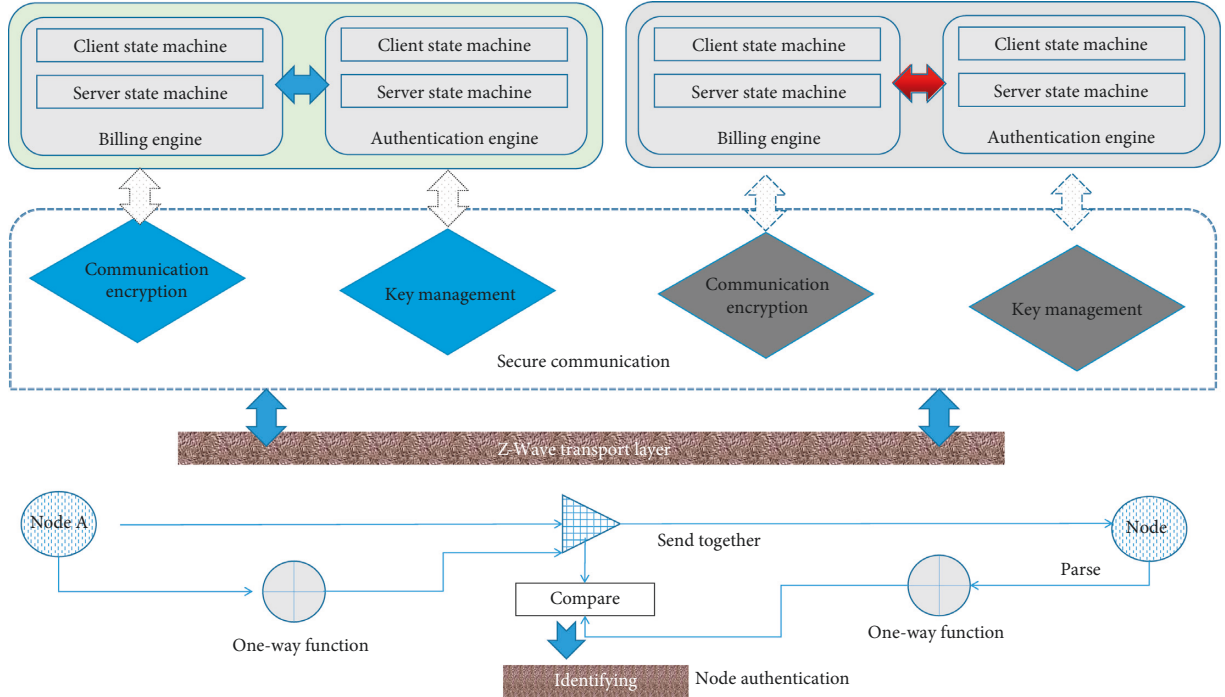 Client state machine
Client state machine
Client state machine
Client state machine
Server state machine
Server state machine
Server state machine
Server state machine
Billing engine
Authentication engine
Billing engine
Authentication engine
Communication
encryption
Key management
Communication
encryption
Key management
Secure communication
Z-Wave transport layer
Node A
Node
Send together
Parse
Compare
One-way function
One-way function
Identifying
Node authentication